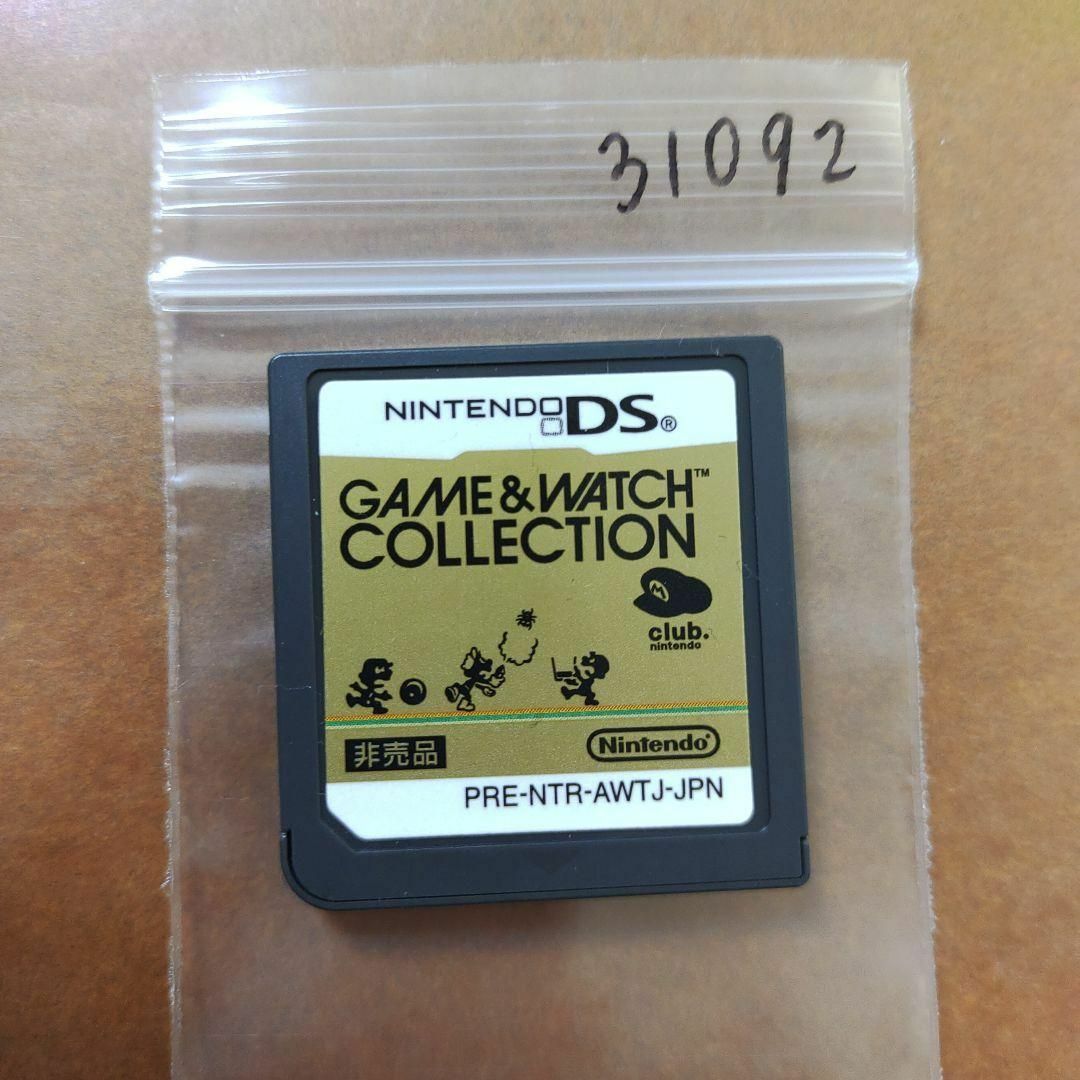 31092
NINTENDO DS®
GAME & WATCH™
COLLECTION
M
club.
nintendo
非売品
Nintendo®
PRE-NTR-AWTJ-JPN